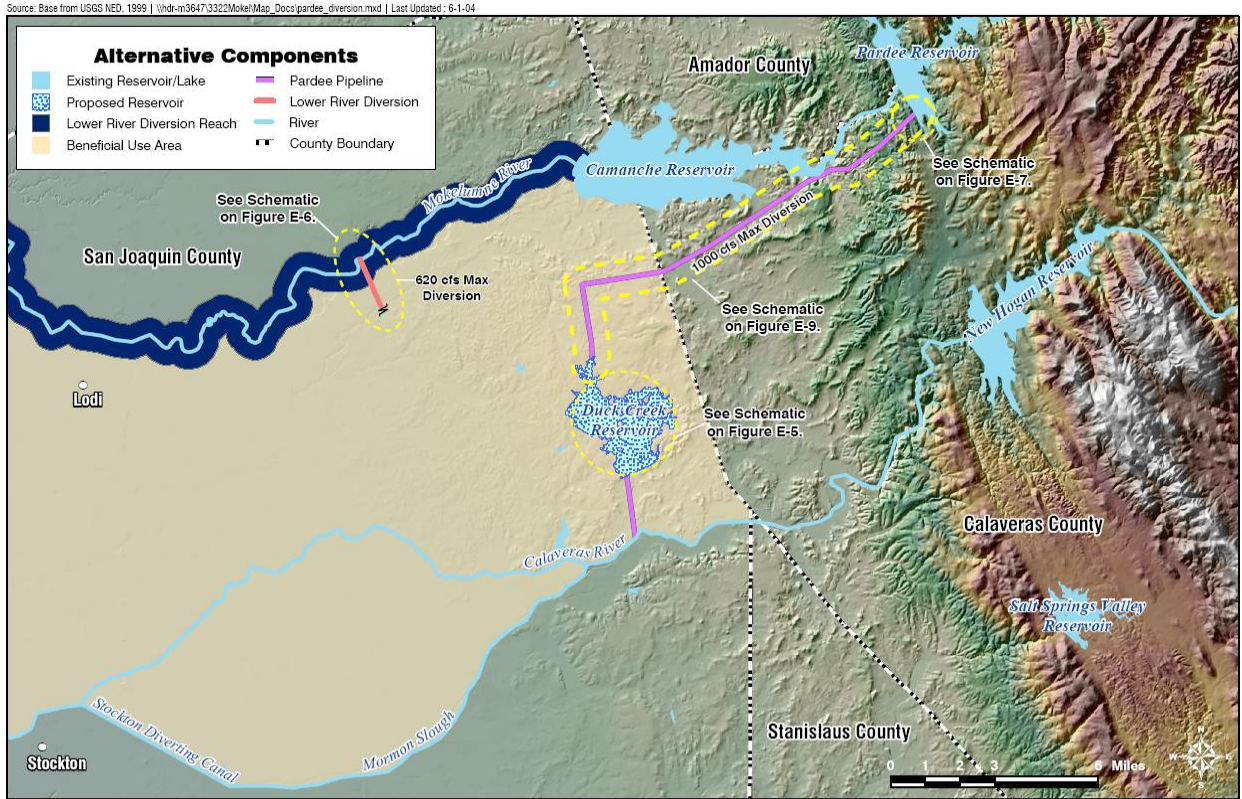 Source: Base from USGS NED, 1999 | \\hdr-m3647\3322Mokel\Map_Docs\pardee_diversion.mxd | Last Updated : 6-1-04
Alternative Components
Existing Reservoir/Lake
Proposed Reservoir
Lower River Diversion Reach
Beneficial Use Area
Pardee Pipeline
Lower River Diversion
River
County Boundary
Pardee Reservoir
Amador County
Camanche Reservoir
See Schematic
on Figure E-7.
Mokelumne River
See Schematic
on Figure E-6.
San Joaquin County
1000 cfs Max Diversion
620 cfs Max
Diversion
See Schematic
on Figure E-9.
New Hogan Reservoir
Lodi
Duck Creek
Reservoir
See Schematic
on Figure E-5.
Calaveras County
Calaveras River
Salt Springs Valley
Reservoir
Stockton Diverting Canal
Mormon Slough
Stanislaus County
Stockton
0 1 2 3 6 Miles
N
W E
S